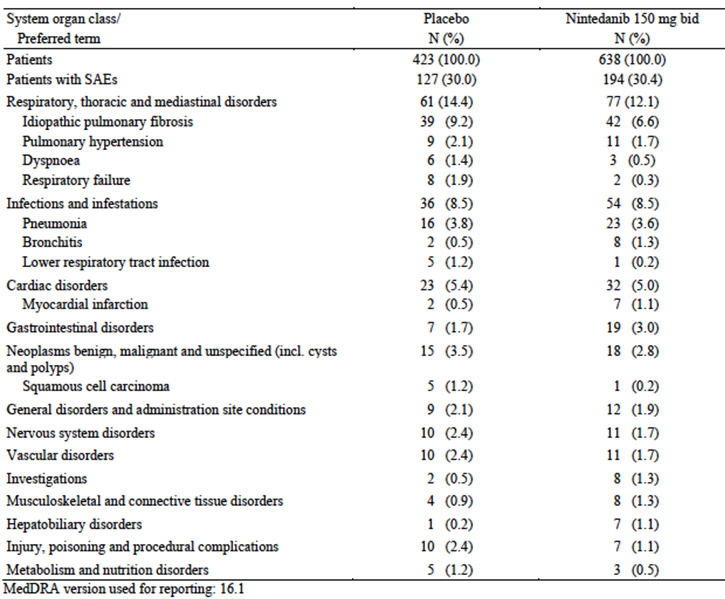 System organ class/ Placebo Nintedanib 150 mg bid
Preferred term N (%) N (%)
Patients 423 (100.0) 638 (100.0)
Patients with SAEs 127 (30.0) 194 (30.4)
Respiratory, thoracic and mediastinal disorders 61 (14.4) 77 (12.1)
Idiopathic pulmonary fibrosis 39 (9.2) 42 (6.6)
Pulmonary hypertension 9 (2.1) 11 (1.7)
Dyspnoea 6 (1.4) 3 (0.5)
Respiratory failure 8 (1.9) 2 (0.3)
Infections and infestations 36 (8.5) 54 (8.5)
Pneumonia 16 (3.8) 23 (3.6)
Bronchitis 2 (0.5) 8 (1.3)
Lower respiratory tract infection 5 (1.2) 1 (0.2)
Cardiac disorders 23 (5.4) 32 (5.0)
Myocardial infarction 2 (0.5) 7 (1.1)
Gastrointestinal disorders 7 (1.7) 19 (3.0)
Neoplasms benign, malignant and unspecified (incl. cysts 15 (3.5) 18 (2.8)
and polyps)
Squamous cell carcinoma 5 (1.2) 1 (0.2)
General disorders and administration site conditions 9 (2.1) 12 (1.9)
Nervous system disorders 10 (2.4) 11 (1.7)
Vascular disorders 10 (2.4) 11 (1.7)
Investigations 2 (0.5) 8 (1.3)
Musculoskeletal and connective tissue disorders 4 (0.9) 8 (1.3)
Hepatobiliary disorders 1 (0.2) 7 (1.1)
Injury, poisoning and procedural complications 10 (2.4) 7 (1.1)
Metabolism and nutrition disorders 5 (1.2) 3 (0.5)
MedDRA version used for reporting: 16.1